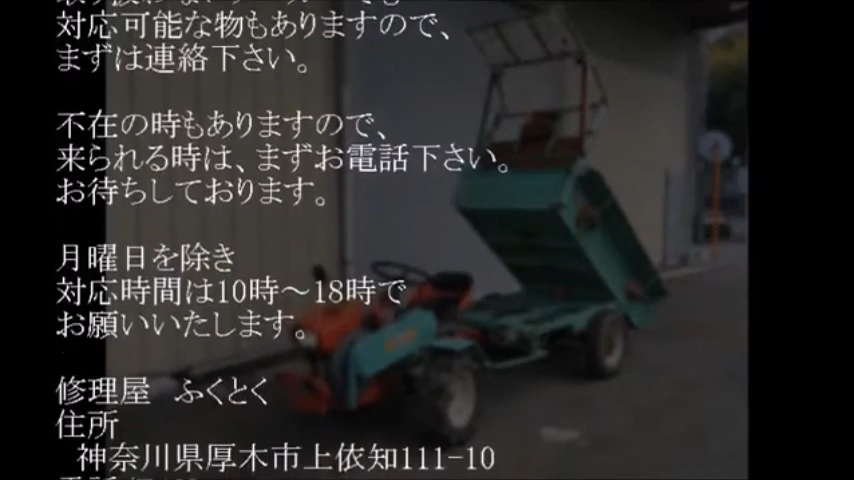 対応可能な物もありますので、
まずは連絡下さい。
不在の時もありますので、
来られる時は、まずお電話下さい。
お待ちしております。
月曜日を除き
対応時間は10時～18時で
お願いいたします。
修理屋　ふくとく
住所
神奈川県厚木市上依知111-10